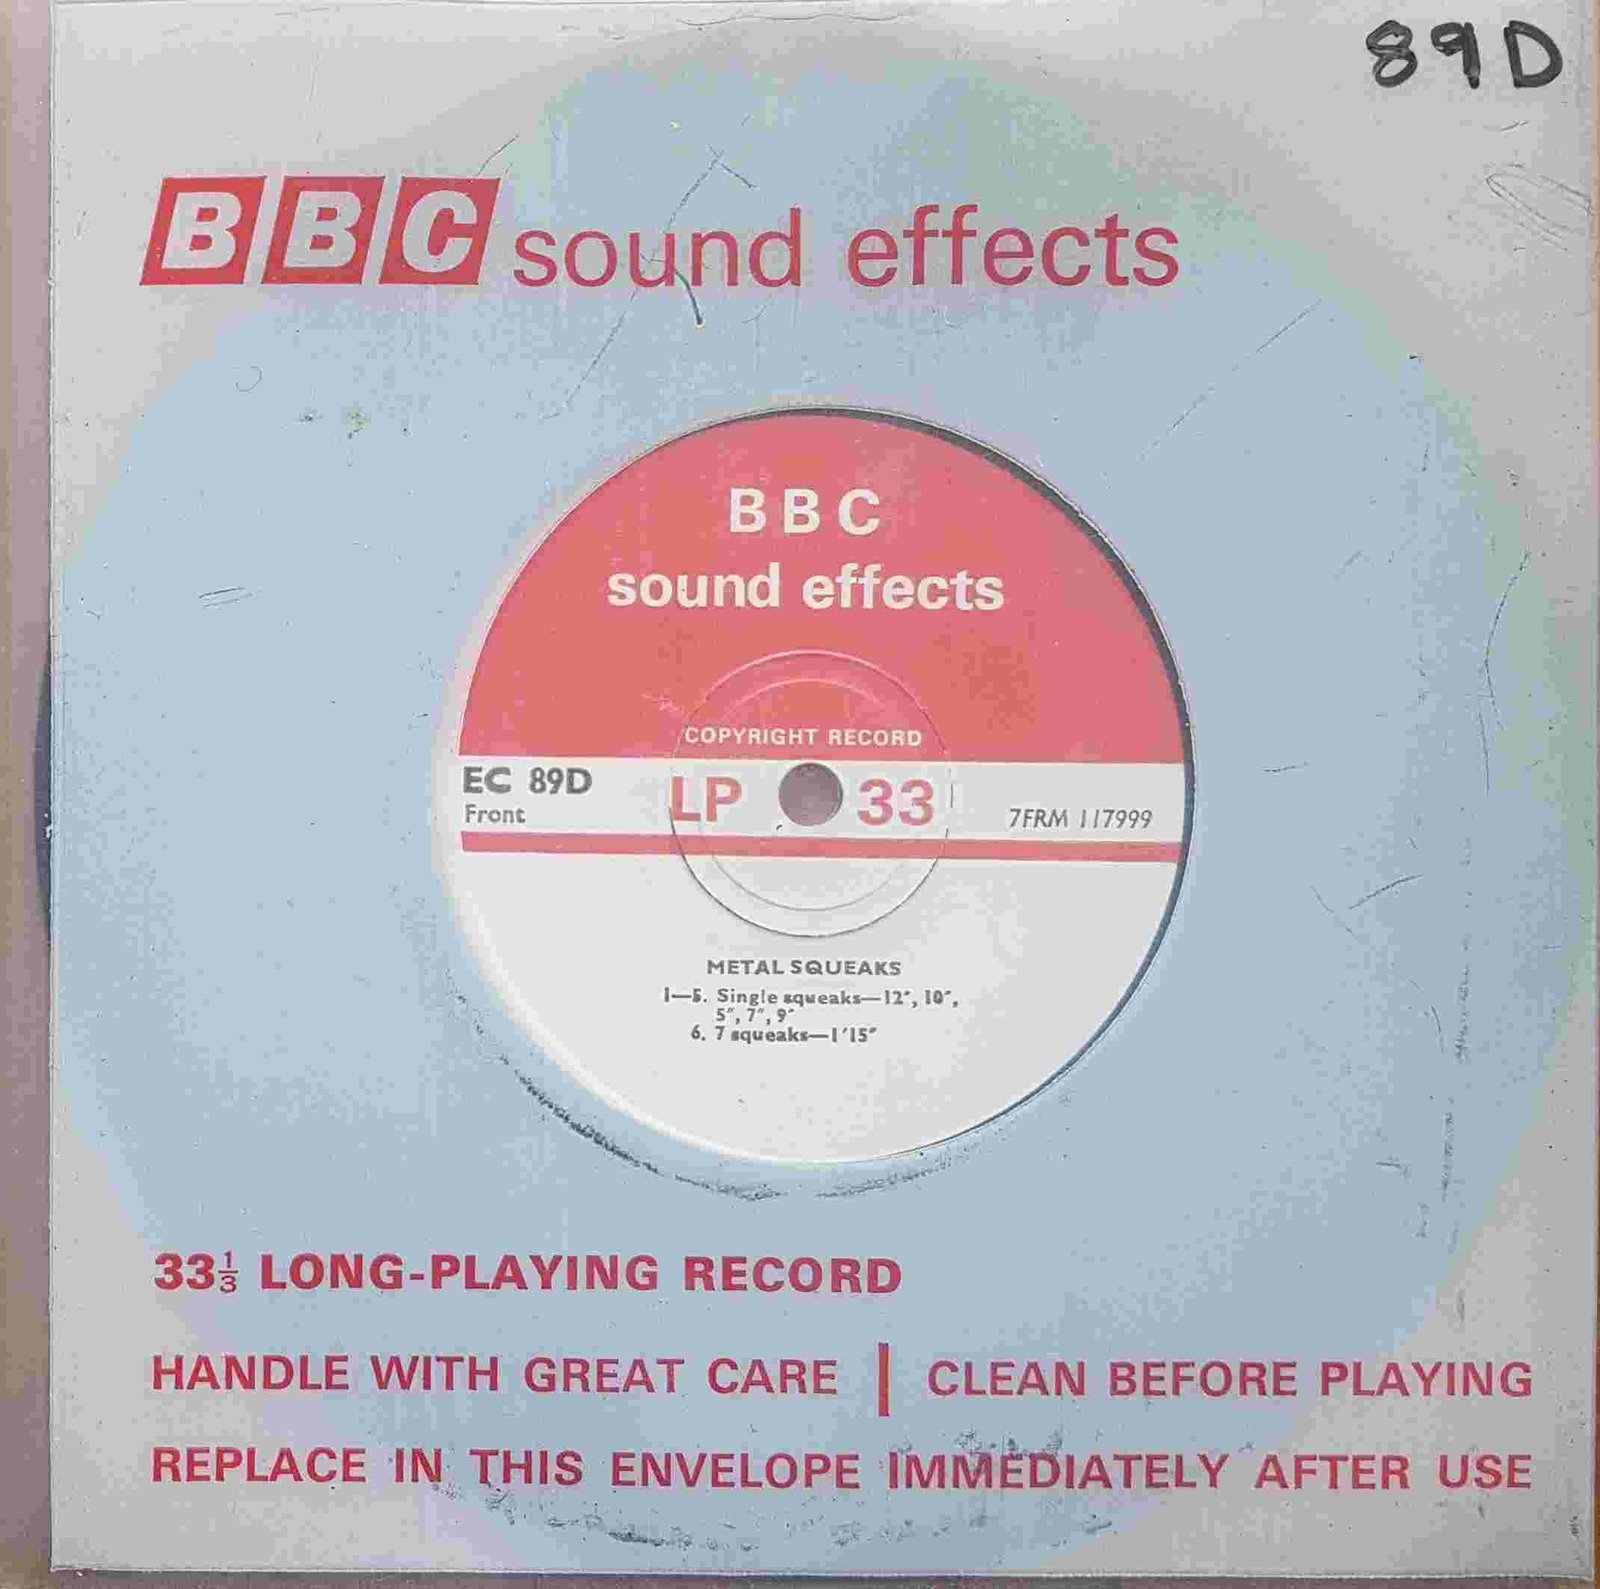 89D
BBC sound effects
BBC
sound effects
COPYRIGHT RECORD
EC 89D
Front
LP 33
7FRM 117999
METAL SQUEAKS
1—5. Single squeaks—12", 10",
5", 7", 9"
6. 7 squeaks—1'15"
33⅓ LONG-PLAYING RECORD
HANDLE WITH GREAT CARE | CLEAN BEFORE PLAYING
REPLACE IN THIS ENVELOPE IMMEDIATELY AFTER USE